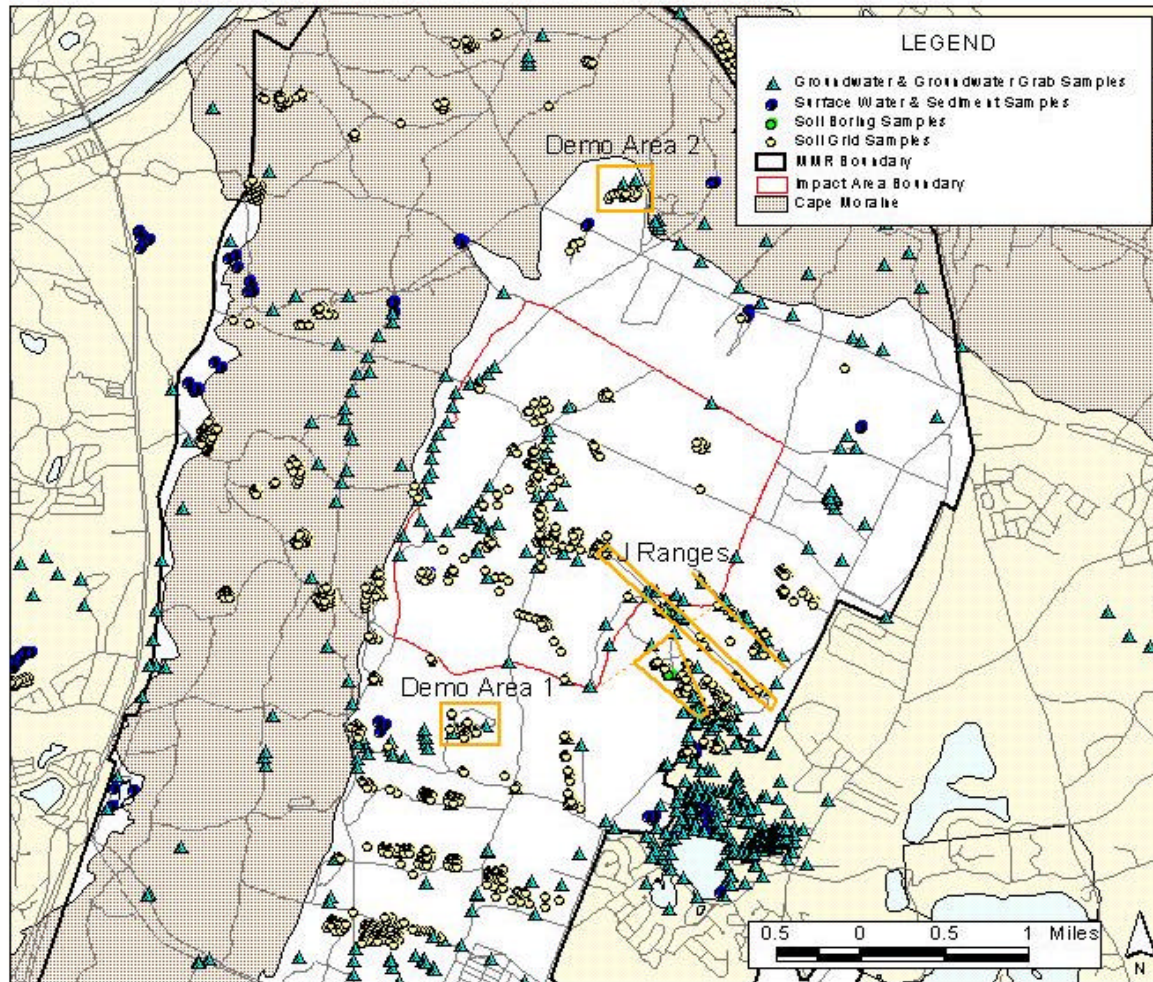 LEGEND
Groundwater & Groundwater Grab Samples
Surface Water & Sediment Samples
Soil Boring Samples
Soil Grid Samples
MMR Boundary
Impact Area Boundary
Cape Moraine
Demo Area 2
J Ranges
Demo Area 1
0.5 0 0.5 1 Miles
N